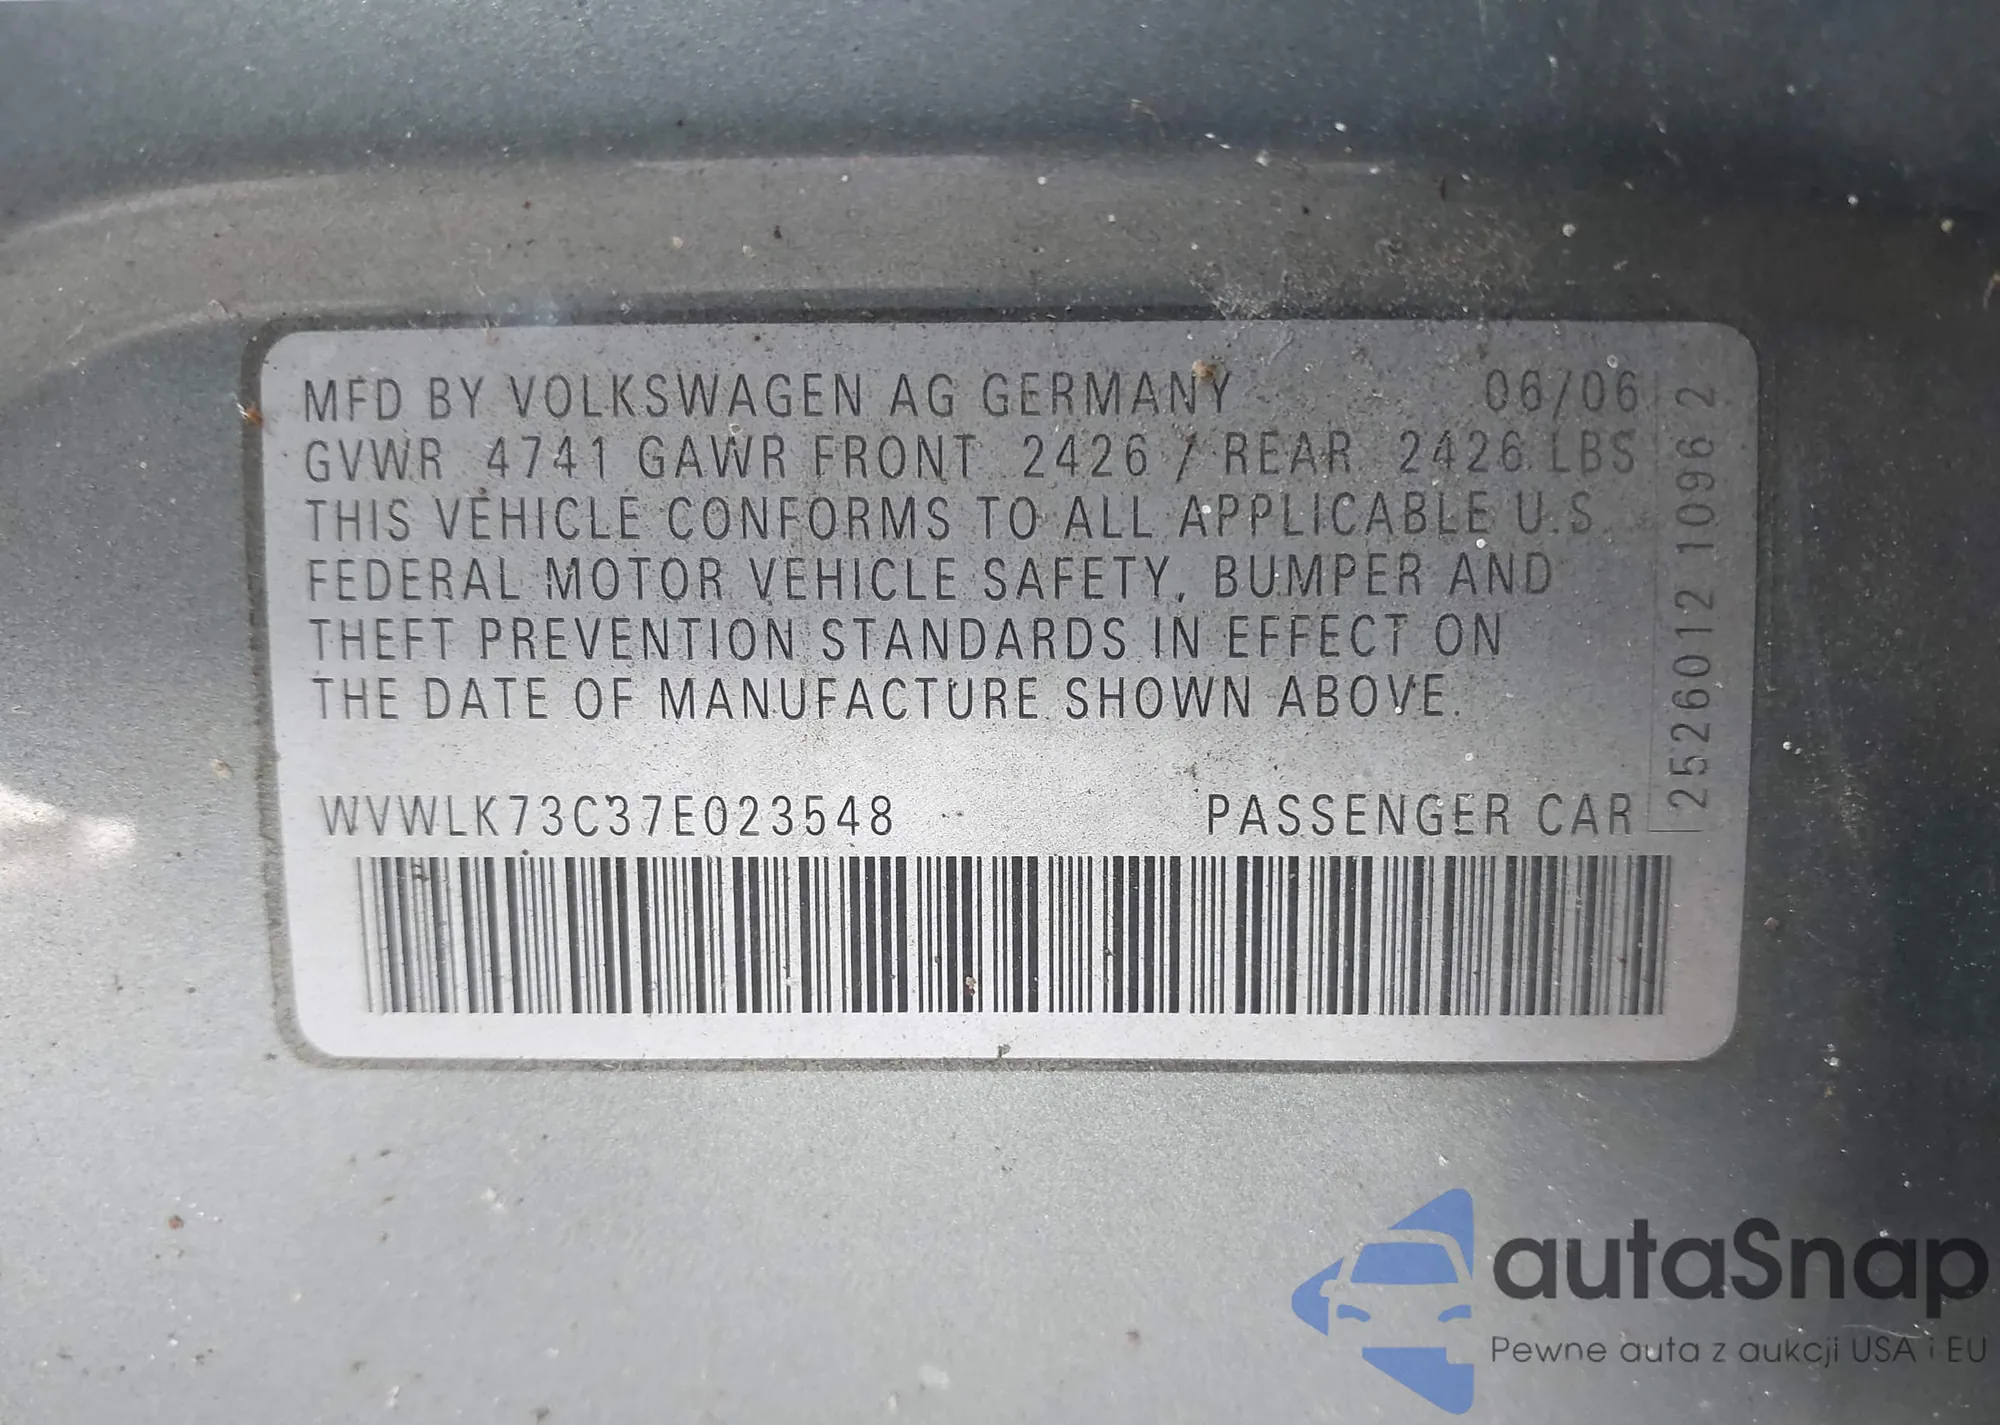 MFD BY VOLKSWAGEN AG GERMANY 06/06
GVWR 4741 GAWR FRONT 2426 / REAR 2426 LBS
THIS VEHICLE CONFORMS TO ALL APPLICABLE U.S.
FEDERAL MOTOR VEHICLE SAFETY, BUMPER AND
THEFT PREVENTION STANDARDS IN EFFECT ON
THE DATE OF MANUFACTURE SHOWN ABOVE.
WVWLK73C37E023548 PASSENGER CAR
2526012 10962
autaSnap
Pewne auta z aukcji USA i EU